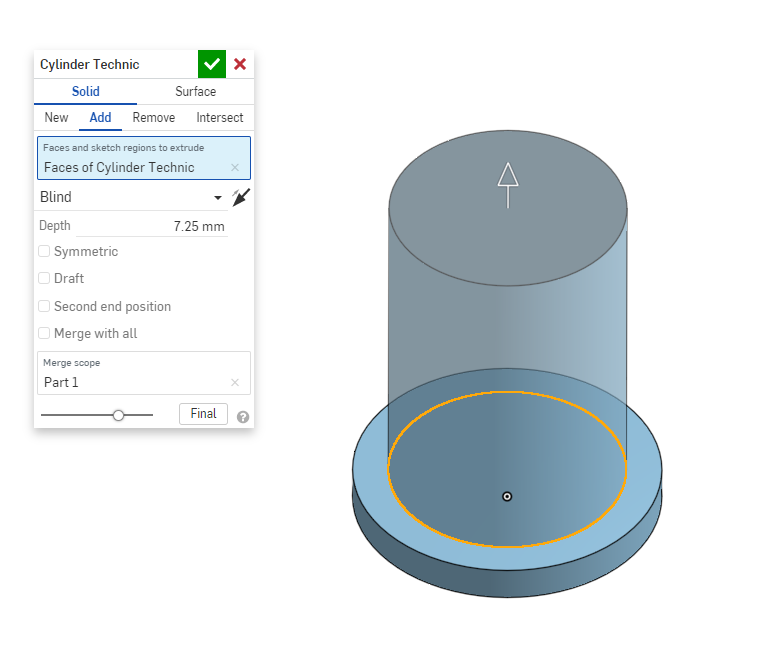 Cylinder Technic
Solid Surface
New Add Remove Intersect
Faces and sketch regions to extrude
Faces of Cylinder Technic
Blind
Depth 7.25 mm
Symmetric
Draft
Second end position
Merge with all
Merge scope
Part 1
Final ?